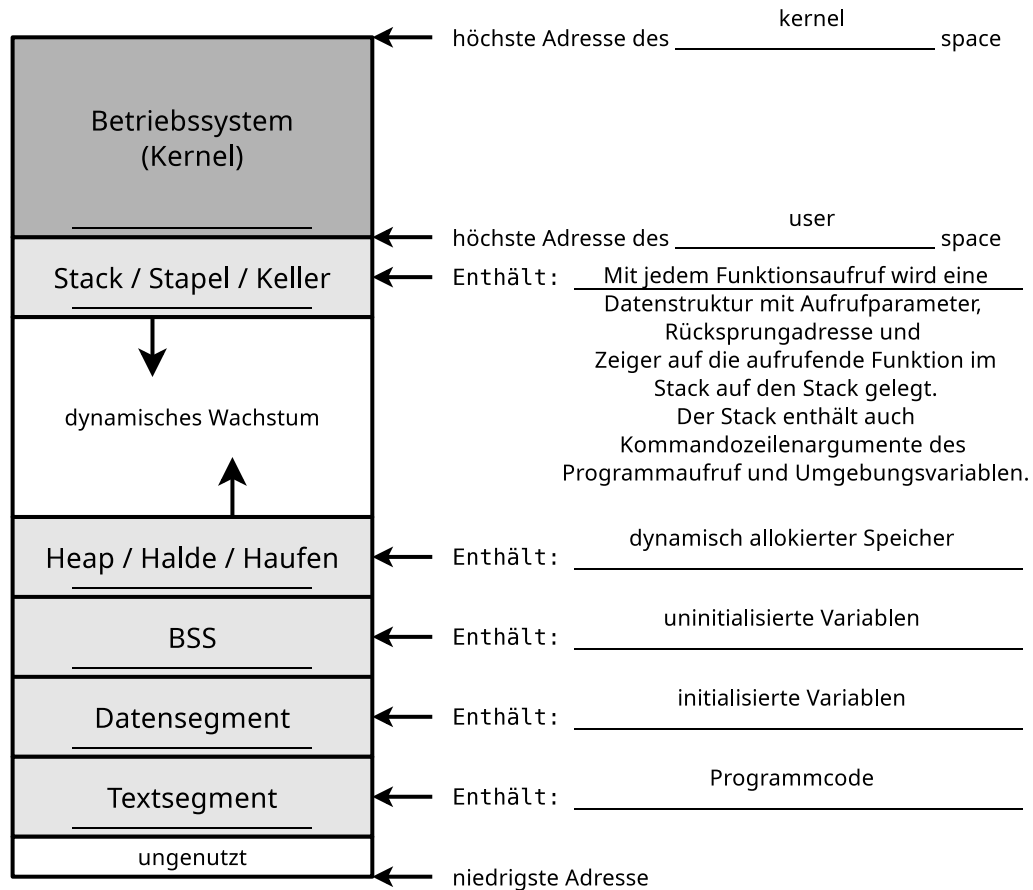 kernel
höchste Adresse des space
Betriebssystem
(Kernel)
user
höchste Adresse des space
Stack / Stapel / Keller
Enthält: Mit jedem Funktionsaufruf wird eine
Datenstruktur mit Aufrufparameter,
Rücksprungadresse und
Zeiger auf die aufrufende Funktion im
Stack auf den Stack gelegt.
Der Stack enthält auch
Kommandozeilenargumente des
Programmaufruf und Umgebungsvariablen.
dynamisches Wachstum
Heap / Halde / Haufen
Enthält: dynamisch allokierter Speicher
BSS
Enthält: uninitialisierte Variablen
Datensegment
Enthält: initialisierte Variablen
Textsegment
Enthält: Programmcode
ungenutzt
niedrigste Adresse